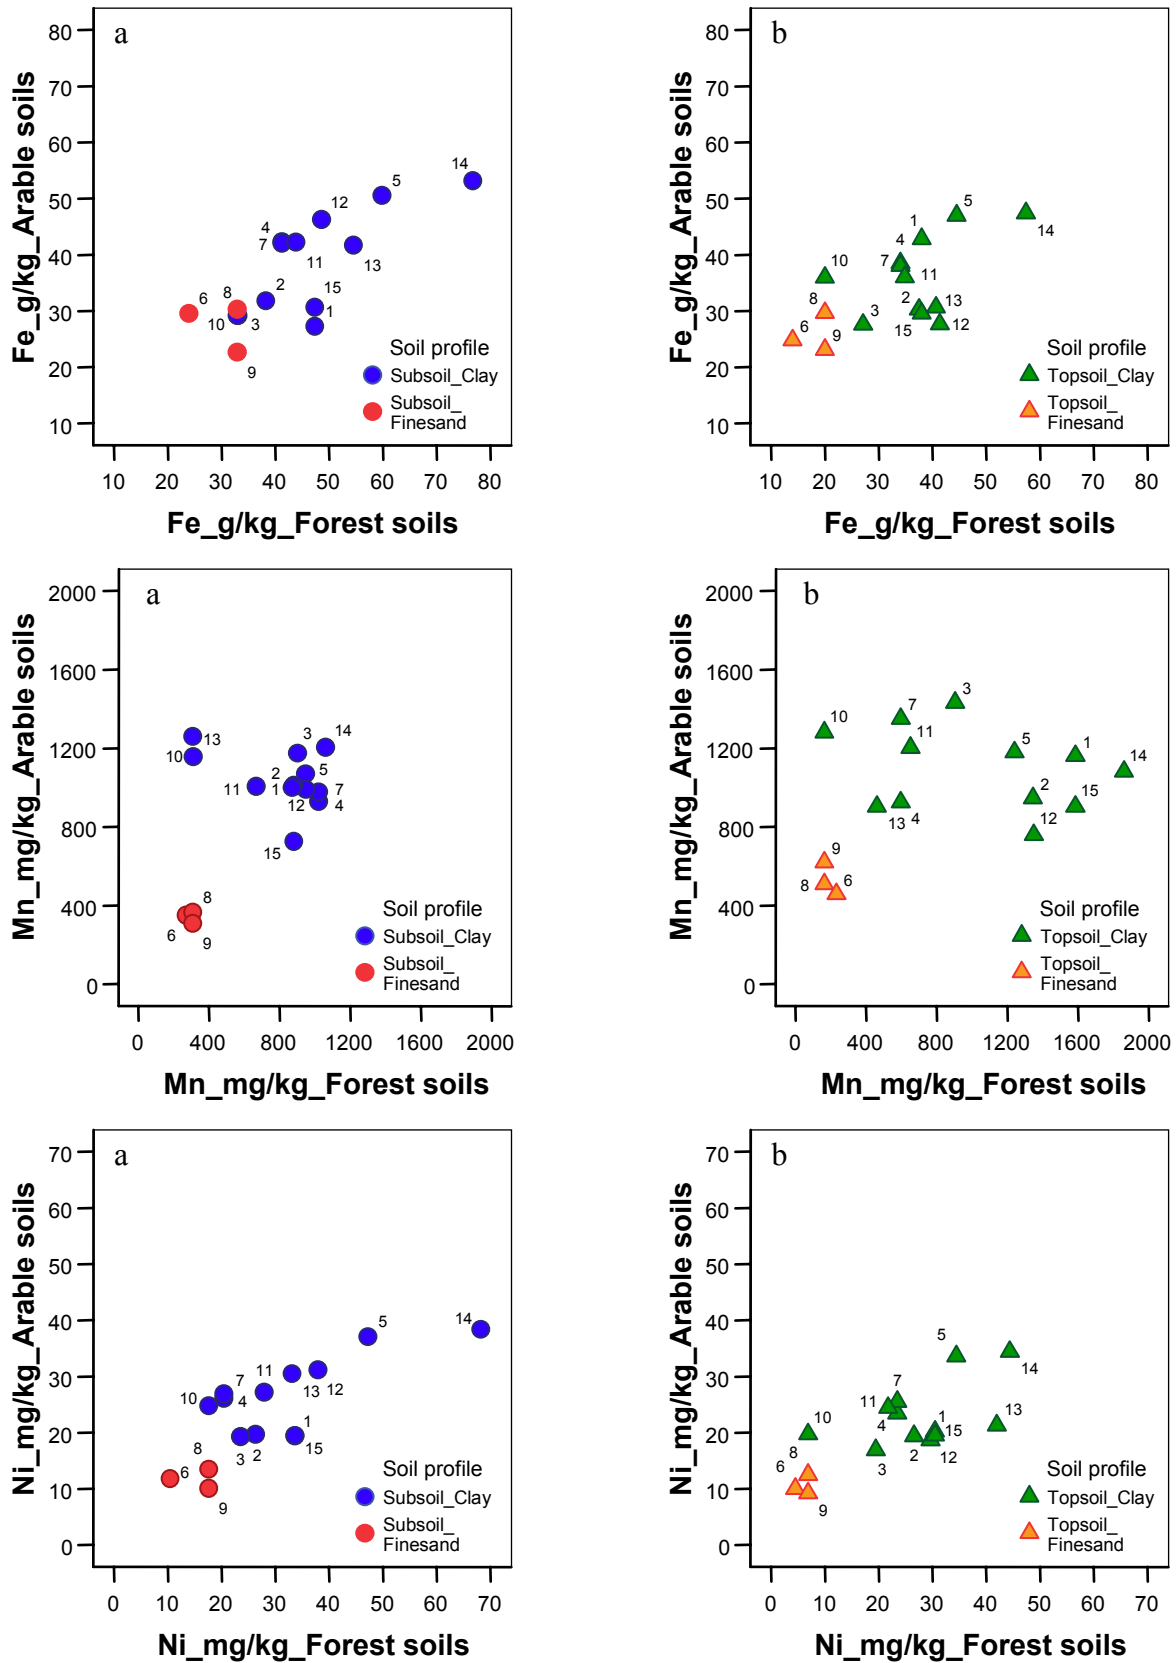 a
80
70
60
50
40
30
20
10
Fe_g/kg_Arable soils
14
5
12
4
7
11
13
2
15
1
6
8
10
3
9
Soil profile
Subsoil_Clay
Subsoil_
Finesand
10 20 30 40 50 60 70 80
Fe_g/kg_Forest soils
b
80
70
60
50
40
30
20
10
Fe_g/kg_Arable soils
5
14
1
4
7
11
10
8
2
13
3
15
12
6
9
Soil profile
Topsoil_Clay
Topsoil_
Finesand
10 20 30 40 50 60 70 80
Fe_g/kg_Forest soils
a
2000
1600
1200
800
400
0
Mn_mg/kg_Arable soils
13
10
3
14
2
5
11
1
12
7
4
15
8
6
9
Soil profile
Subsoil_Clay
Subsoil_
Finesand
0 400 800 1200 1600 2000
Mn_mg/kg_Forest soils
b
2000
1600
1200
800
400
0
Mn_mg/kg_Arable soils
3
7
10
11
5
1
14
2
15
13
4
12
9
8
6
Soil profile
Topsoil_Clay
Topsoil_
Finesand
0 400 800 1200 1600 2000
Mn_mg/kg_Forest soils
a
70
60
50
40
30
20
10
0
Ni_mg/kg_Arable soils
5
14
11
7
13
12
10
4
1
3
2
15
8
6
9
Soil profile
Subsoil_Clay
Subsoil_
Finesand
0 10 20 30 40 50 60 70
Ni_mg/kg_Forest soils
b
70
60
50
40
30
20
10
0
Ni_mg/kg_Arable soils
5
14
7
11
4
10
1
13
15
8
3
2
12
6
9
Soil profile
Topsoil_Clay
Topsoil_
Finesand
0 10 20 30 40 50 60 70
Ni_mg/kg_Forest soils